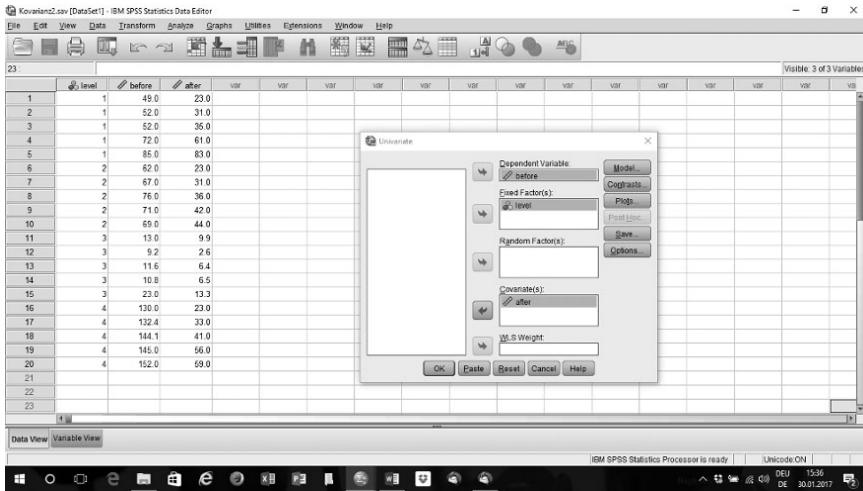 Kovarianz2.sav [DataSet1] - IBM SPSS Statistics Data Editor
File Edit View Data Transform Analyze Graphs Utilities Extensions Window Help
23 :
Visible: 3 of 3 Variables
level before after var var var var var var var var var var var var var
1 1 49.0 23.0
2 1 52.0 31.0
3 1 52.0 35.0
4 1 72.0 61.0
5 1 85.0 83.0
6 2 62.0 23.0
7 2 67.0 31.0
8 2 76.0 36.0
9 2 71.0 42.0
10 2 69.0 44.0
11 3 13.0 9.9
12 3 9.2 2.6
13 3 11.6 6.4
14 3 10.8 6.5
15 3 23.0 13.3
16 4 130.0 23.0
17 4 132.4 33.0
18 4 144.1 41.0
19 4 145.0 56.0
20 4 152.0 59.0
21
22
23
Univariate
Dependent Variable:
before
Fixed Factor(s):
level
Random Factor(s):
Covariate(s):
after
WLS Weight:
Model...
Contrasts...
Plots...
Post Hoc...
Save...
Options...
OK Paste Reset Cancel Help
Data View Variable View
IBM SPSS Statistics Processor is ready Unicode:ON
DEU 15:36
DE 30.01.2017